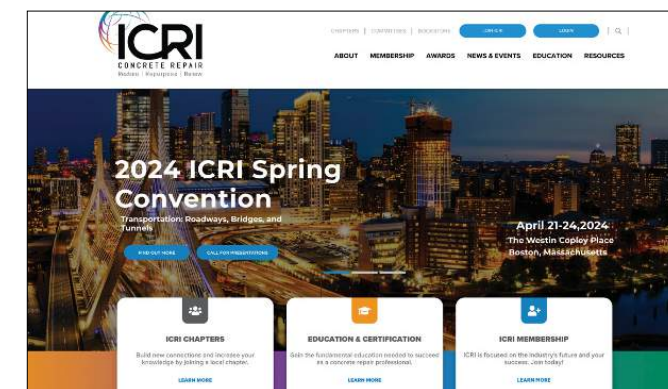 ICRI
CONCRETE REPAIR
Restore | Repurpose | Renew
CHAPTERS | COMMITTEES | BOOKSTORE
JOIN ICRI
LOGIN
ABOUT MEMBERSHIP AWARDS NEWS & EVENTS EDUCATION RESOURCES
2024 ICRI Spring
Convention
Transportation: Roadways, Bridges, and
Tunnels
FIND OUT MORE
CALL FOR PRESENTATIONS
April 21-24,2024
The Westin Copley Place
Boston, Massachusetts
ICRI CHAPTERS
Build new connections and increase your
knowledge by joining a local chapter.
LEARN MORE
EDUCATION & CERTIFICATION
Gain the fundamental education needed to succeed
as a concrete repair professional.
LEARN MORE
ICRI MEMBERSHIP
ICRI is focused on the industry's future and your
success. Join today!
LEARN MORE